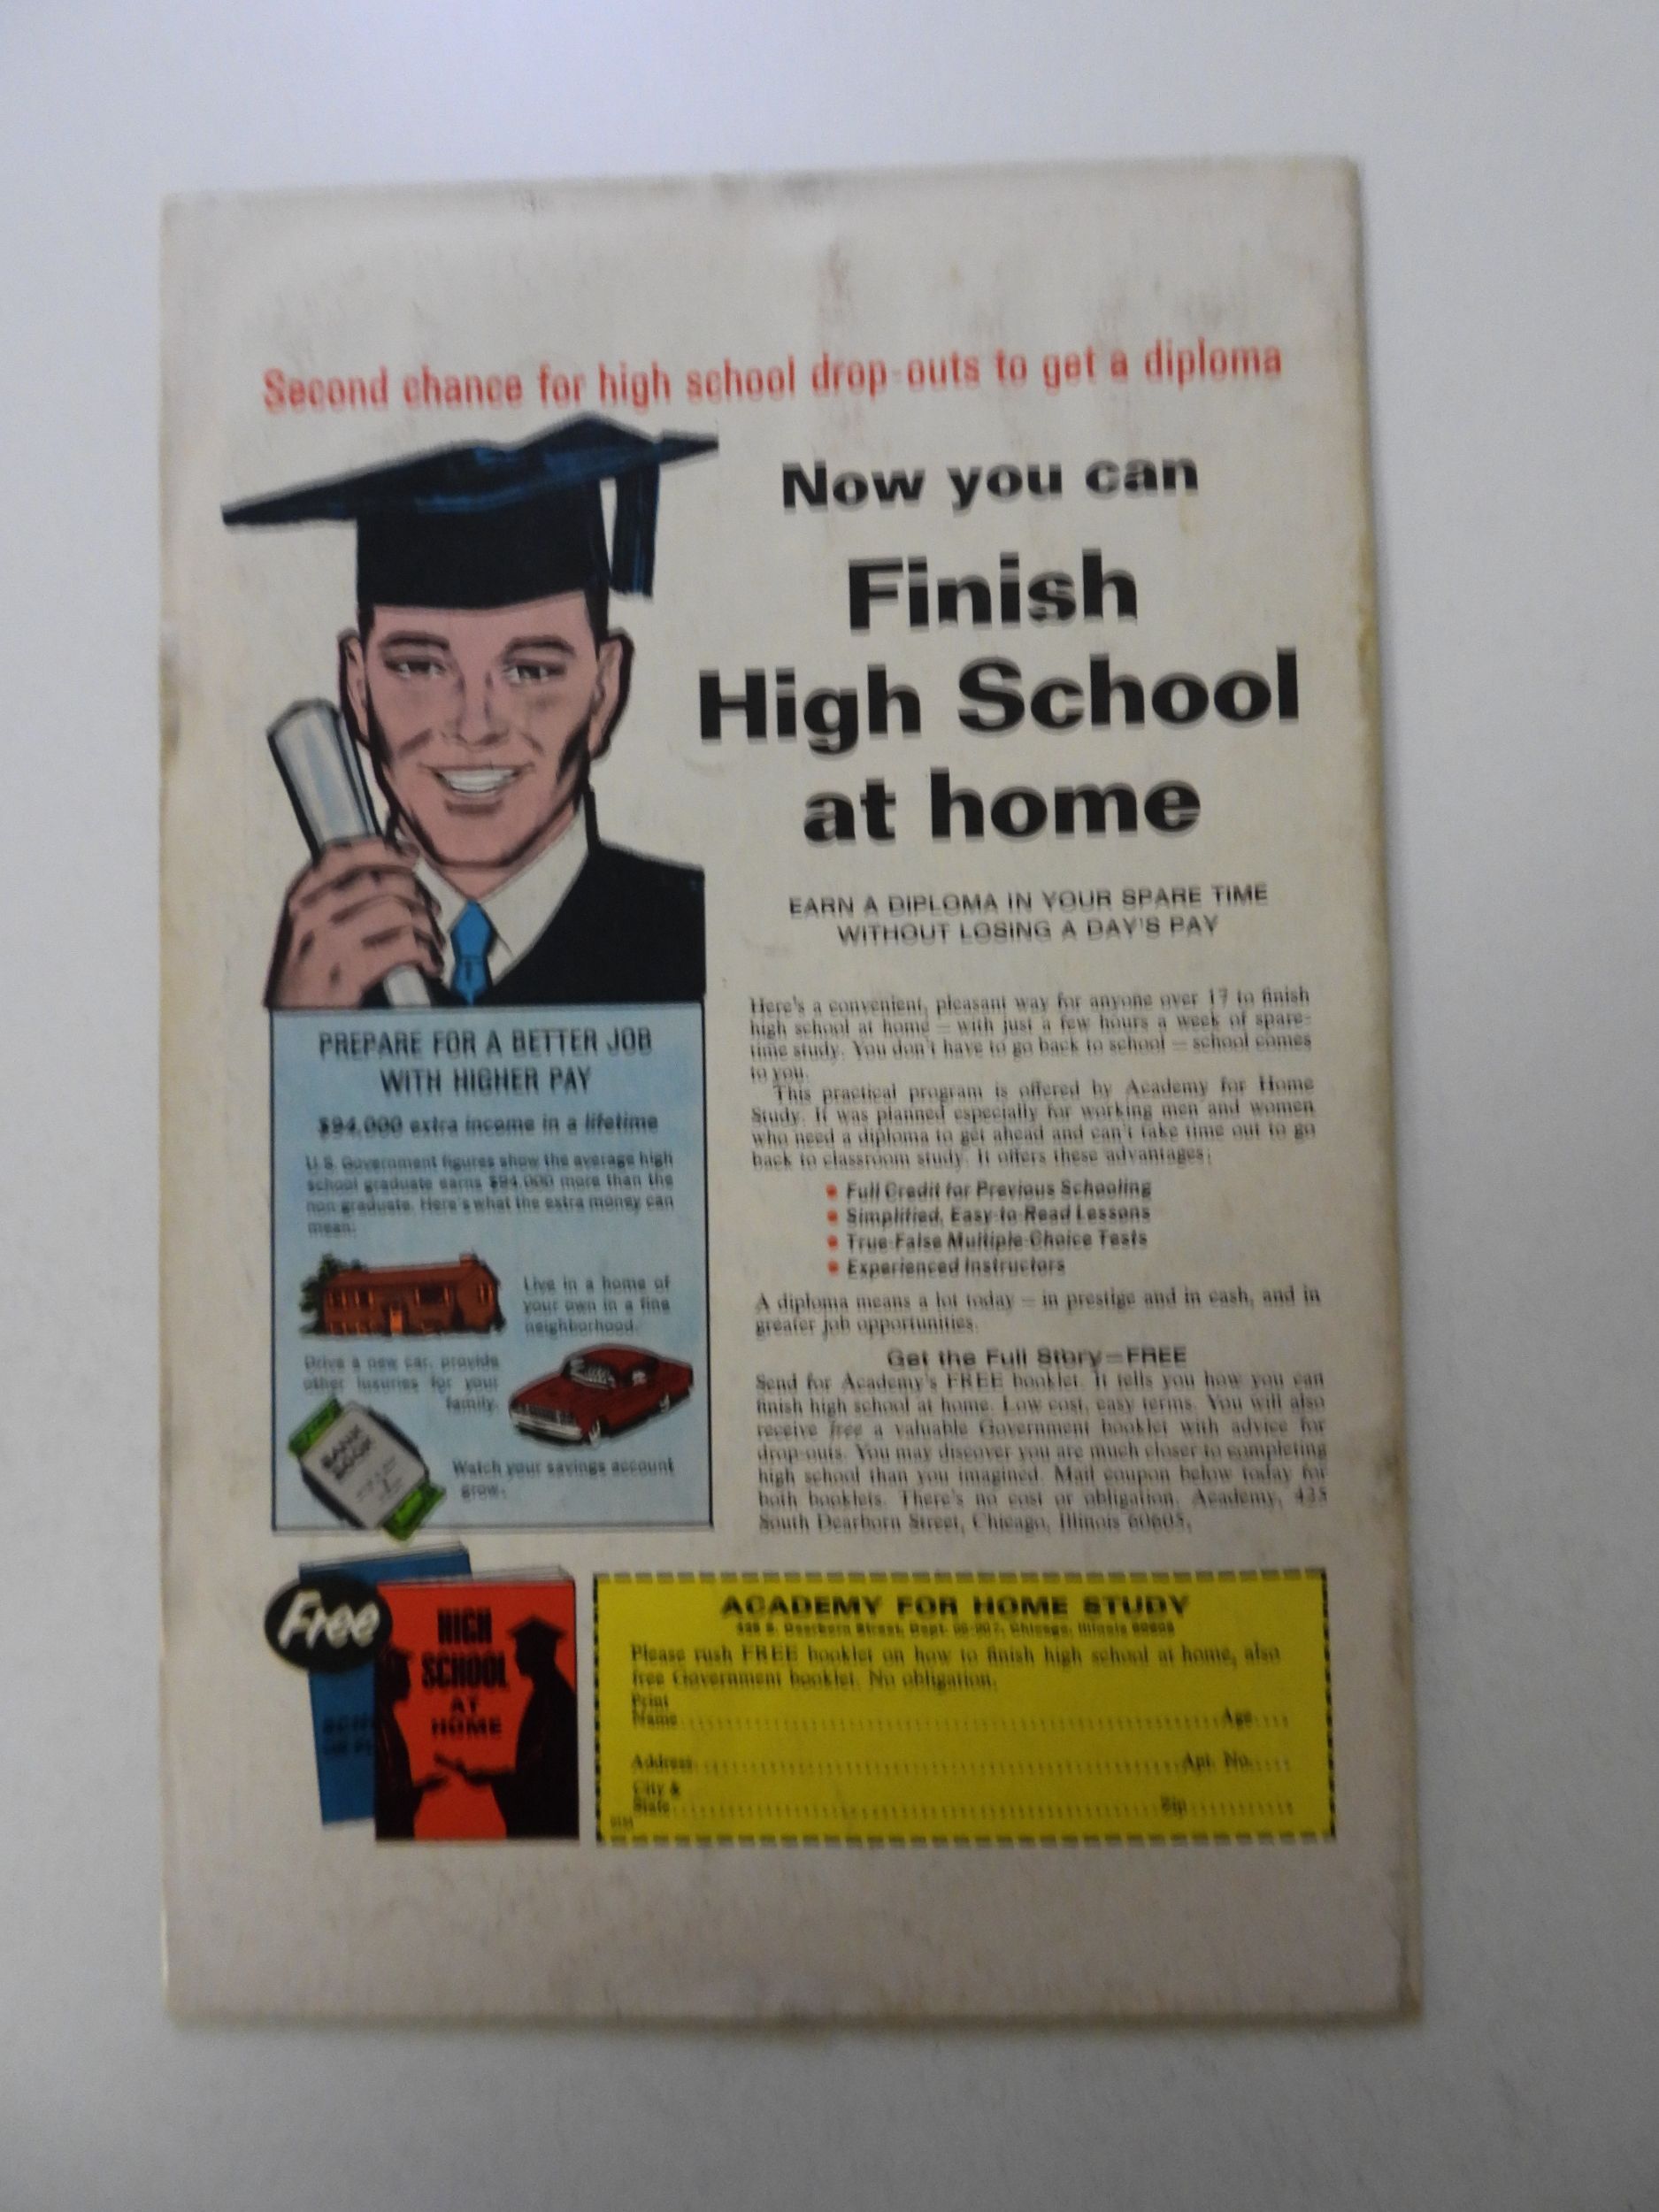 Second chance for high school drop-outs to get a diploma
Now you can
Finish
High School
at home
EARN A DIPLOMA IN YOUR SPARE TIME
WITHOUT LOSING A DAY'S PAY
Here's a convenient, pleasant way for anyone over 17 to finish
high school at home — with just a few hours a week of spare-
time study. You don't have to go back to school — school comes
to you.
This practical program is offered by Academy for Home
Study. It was planned especially for working men and women
who need a diploma to get ahead and can't take time out to go
back to classroom study. It offers these advantages:
• Full Credit for Previous Schooling
• Simplified, Easy-to-Read Lessons
• True-False Multiple-Choice Tests
• Experienced Instructors
A diploma means a lot today — in prestige and in cash, and in
greater job opportunities.
Get the Full Story—FREE
Send for Academy's FREE booklet. It tells you how you can
finish high school at home. Low cost, easy terms. You will also
receive free a valuable Government booklet with advice for
drop-outs. You may discover you are much closer to completing
high school than you imagined. Mail coupon below today for
both booklets. There's no cost or obligation. Academy, 435
South Dearborn Street, Chicago, Illinois 60605.
PREPARE FOR A BETTER JOB
WITH HIGHER PAY
$94,000 extra income in a lifetime
U.S. Government figures show the average high
school graduate earns $94,000 more than the
non-graduate. Here's what the extra money can
mean:
Live in a home of
your own in a fine
neighborhood.
Drive a new car, provide
other luxuries for your
family.
BANK
BOOK
Watch your savings account
grow.
Free
HIGH
SCHOOL
AT
HOME
ACADEMY FOR HOME STUDY
S. Dearborn Street, Dept. Chicago, Illinois 60605
Please rush FREE booklet on how to finish high school at home, also
free Government booklet. No obligation.
Print
Name Age
Address Apt. No.
City &
State Zip